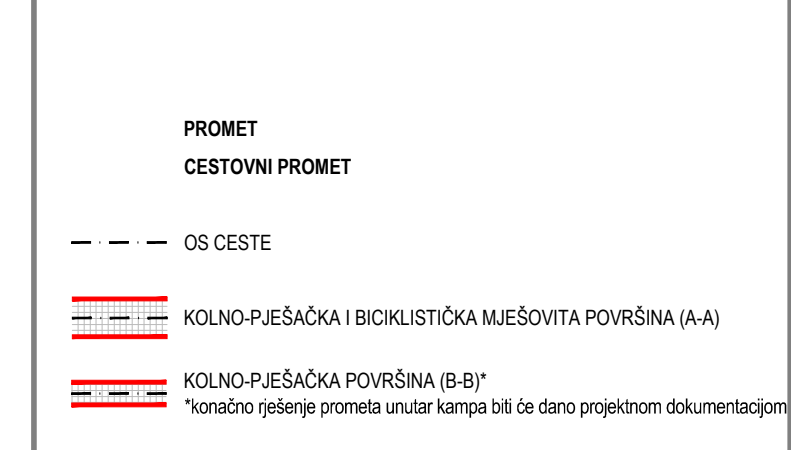 PROMET
CESTOVNI PROMET
OS CESTE
KOLNO-PJEŠAČKA I BICIKLISTIČKA MJEŠOVITA POVRŠINA (A-A)
KOLNO-PJEŠAČKA POVRŠINA (B-B)*
*konačno rješenje prometa unutar kampa biti će dano projektnom dokumentacijom